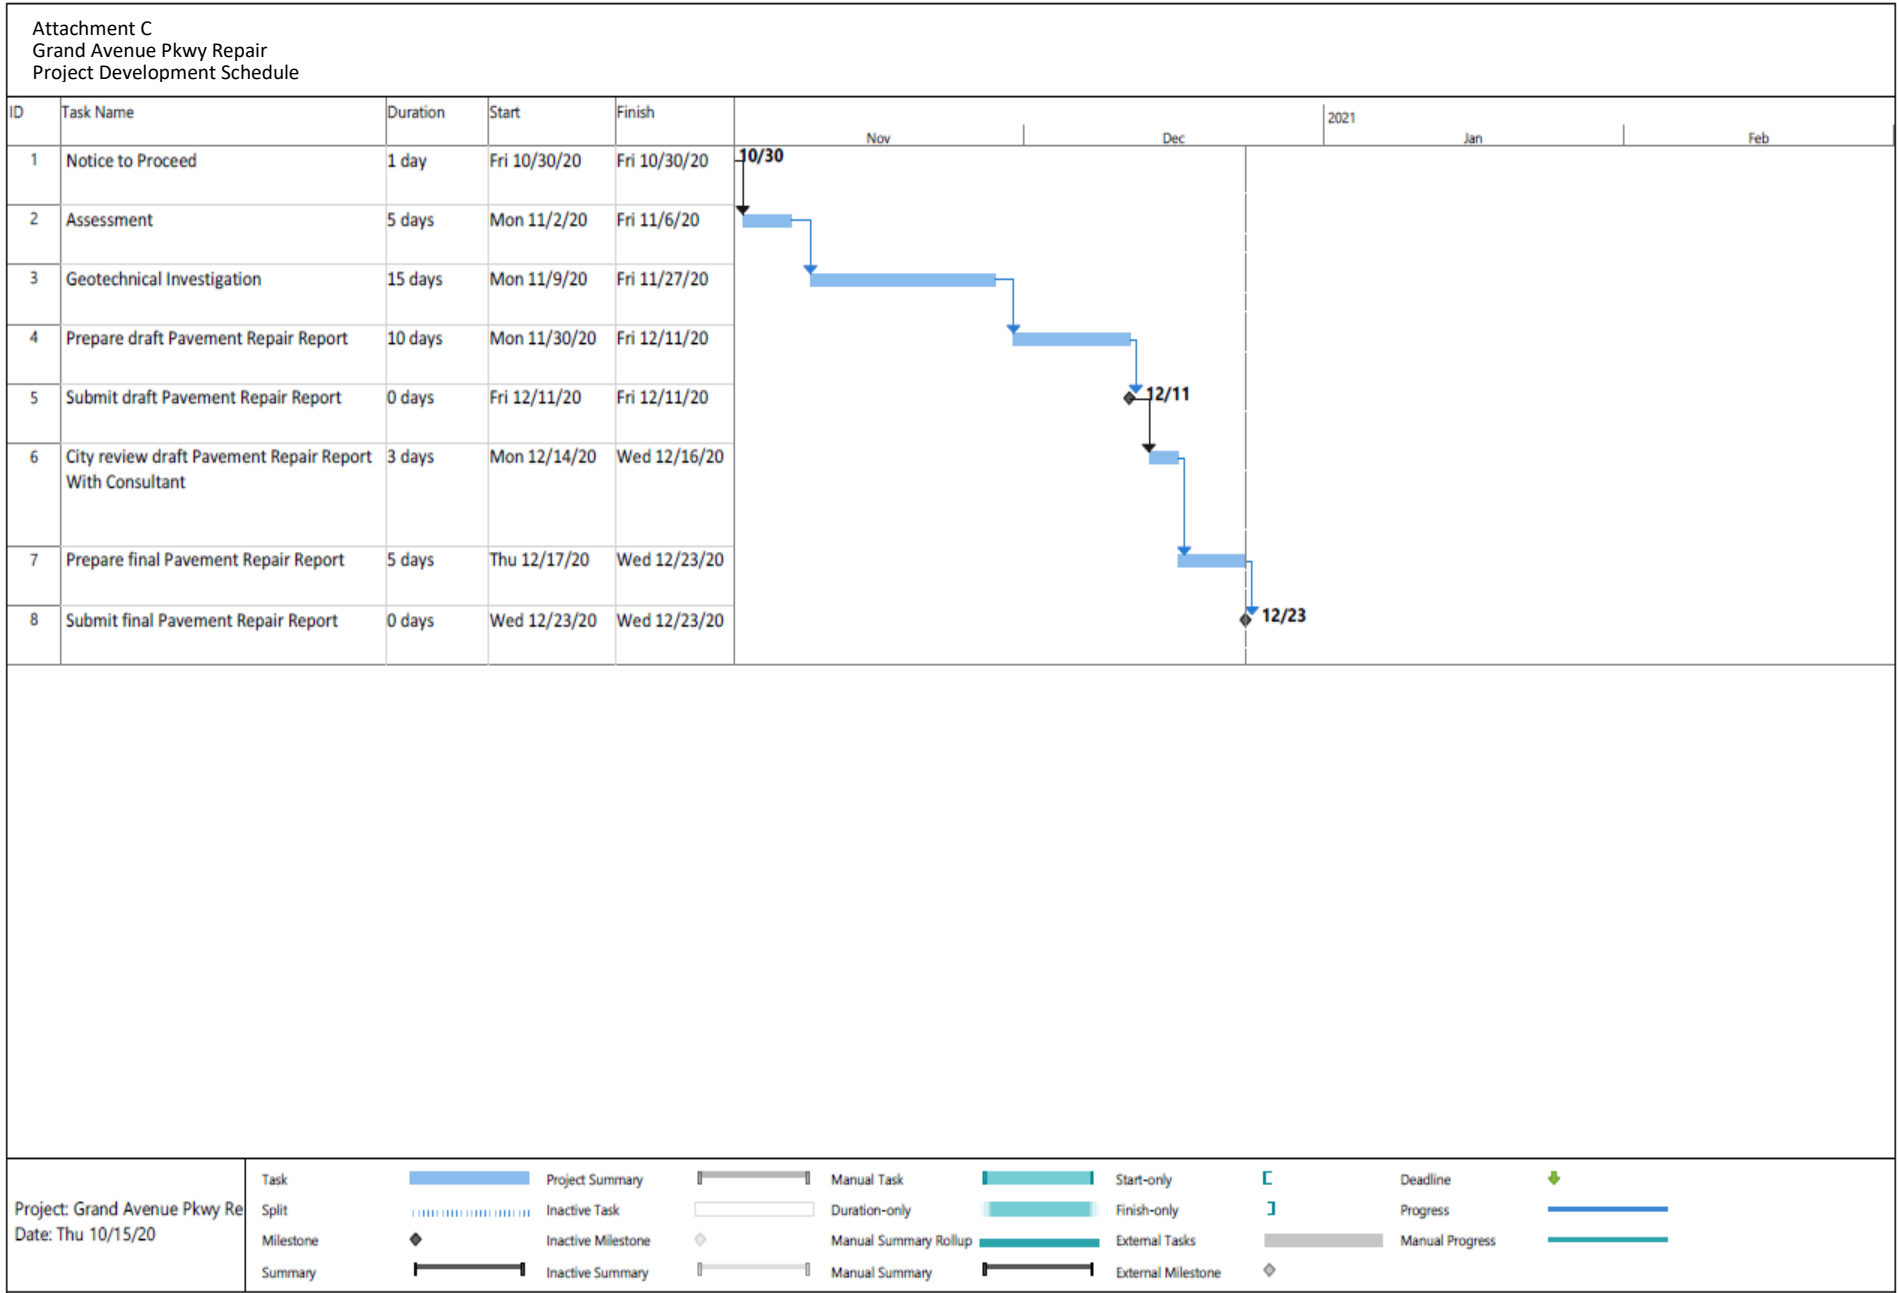 Attachment C
Grand Avenue Pkwy Repair
Project Development Schedule
ID Task Name Duration Start Finish
2021
Nov Dec Jan Feb
1 Notice to Proceed 1 day Fri 10/30/20 Fri 10/30/20 10/30
2 Assessment 5 days Mon 11/2/20 Fri 11/6/20
3 Geotechnical Investigation 15 days Mon 11/9/20 Fri 11/27/20
4 Prepare draft Pavement Repair Report 10 days Mon 11/30/20 Fri 12/11/20
5 Submit draft Pavement Repair Report 0 days Fri 12/11/20 Fri 12/11/20 12/11
6 City review draft Pavement Repair Report 3 days Mon 12/14/20 Wed 12/16/20
With Consultant
7 Prepare final Pavement Repair Report 5 days Thu 12/17/20 Wed 12/23/20
8 Submit final Pavement Repair Report 0 days Wed 12/23/20 Wed 12/23/20 12/23
Project: Grand Avenue Pkwy Re
Date: Thu 10/15/20
Task Project Summary Manual Task Start-only Deadline
Split Inactive Task Duration-only Finish-only Progress
Milestone Inactive Milestone Manual Summary Rollup External Tasks Manual Progress
Summary Inactive Summary Manual Summary External Milestone